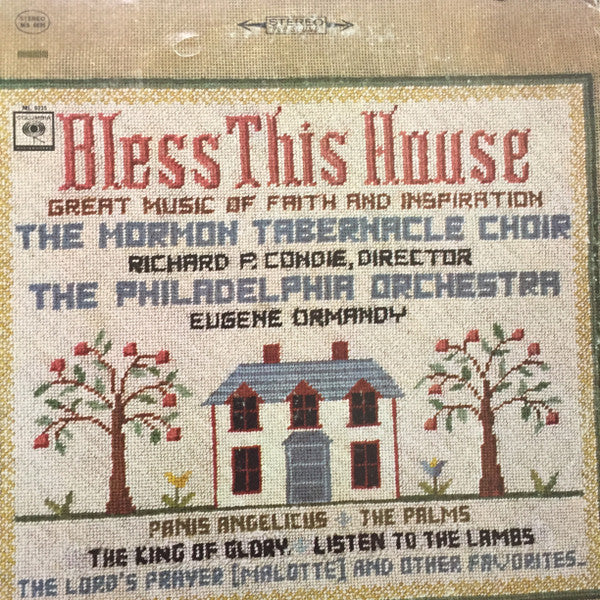 STEREO
STEREO
COLUMBIA
Bless This House
GREAT MUSIC OF FAITH AND INSPIRATION
THE MORMON TABERNACLE CHOIR
RICHARD P. CONDIE, DIRECTOR
THE PHILADELPHIA ORCHESTRA
EUGENE ORMANDY
PANIS ANGELICUS THE PALMS
THE KING OF GLORY. LISTEN TO THE LAMBS
THE LORD'S PRAYER [MALOTTE] AND OTHER FAVORITES...